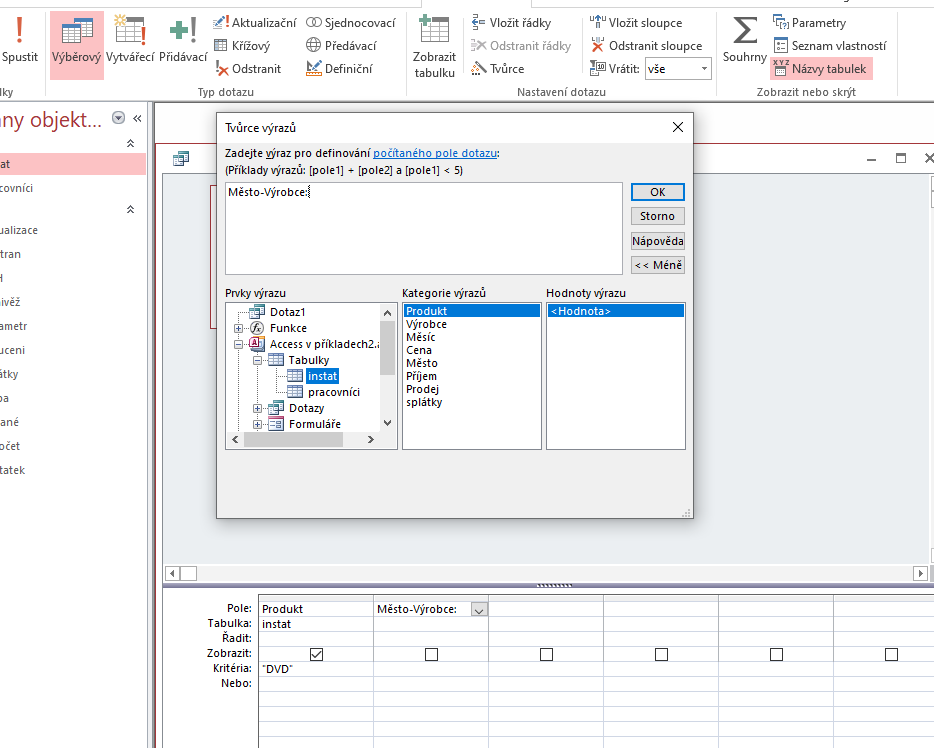 Spustit
Výběrový
Vytvářecí
Přidávací
Aktualizační
Křížový
Odstranit
Sjednocovací
Předávací
Definiční
Zobrazit
tabulku
Vložit řádky
Odstranit řádky
Tvůrce
Vložit sloupce
Odstranit sloupce
Vrátit: vše
Souhrny
Parametry
Seznam vlastností
Názvy tabulek
lky
Typ dotazu
Nastavení dotazu
Zobrazit nebo skrýt
ny objekt...
at
covníci
ualizace
tran
H
ivěž
ametr
uceni
átky
ba
ané
očet
tatek
Tvůrce výrazů
Zadejte výraz pro definování počítaného pole dotazu:
(Příklady výrazů: [pole1] + [pole2] a [pole1] < 5)
Město-Výrobce:
OK
Storno
Nápověda
<< Méně
Prvky výrazu
Dotaz1
Funkce
Access v příkladech2.a
Tabulky
instat
pracovníci
Dotazy
Formuláře
Kategorie výrazů
Produkt
Výrobce
Měsíc
Cena
Město
Příjem
Prodej
splátky
Hodnoty výrazu
<Hodnota>
Pole: Produkt Město-Výrobce:
Tabulka: instat
Řadit:
Zobrazit:
Kritéria: "DVD"
Nebo: